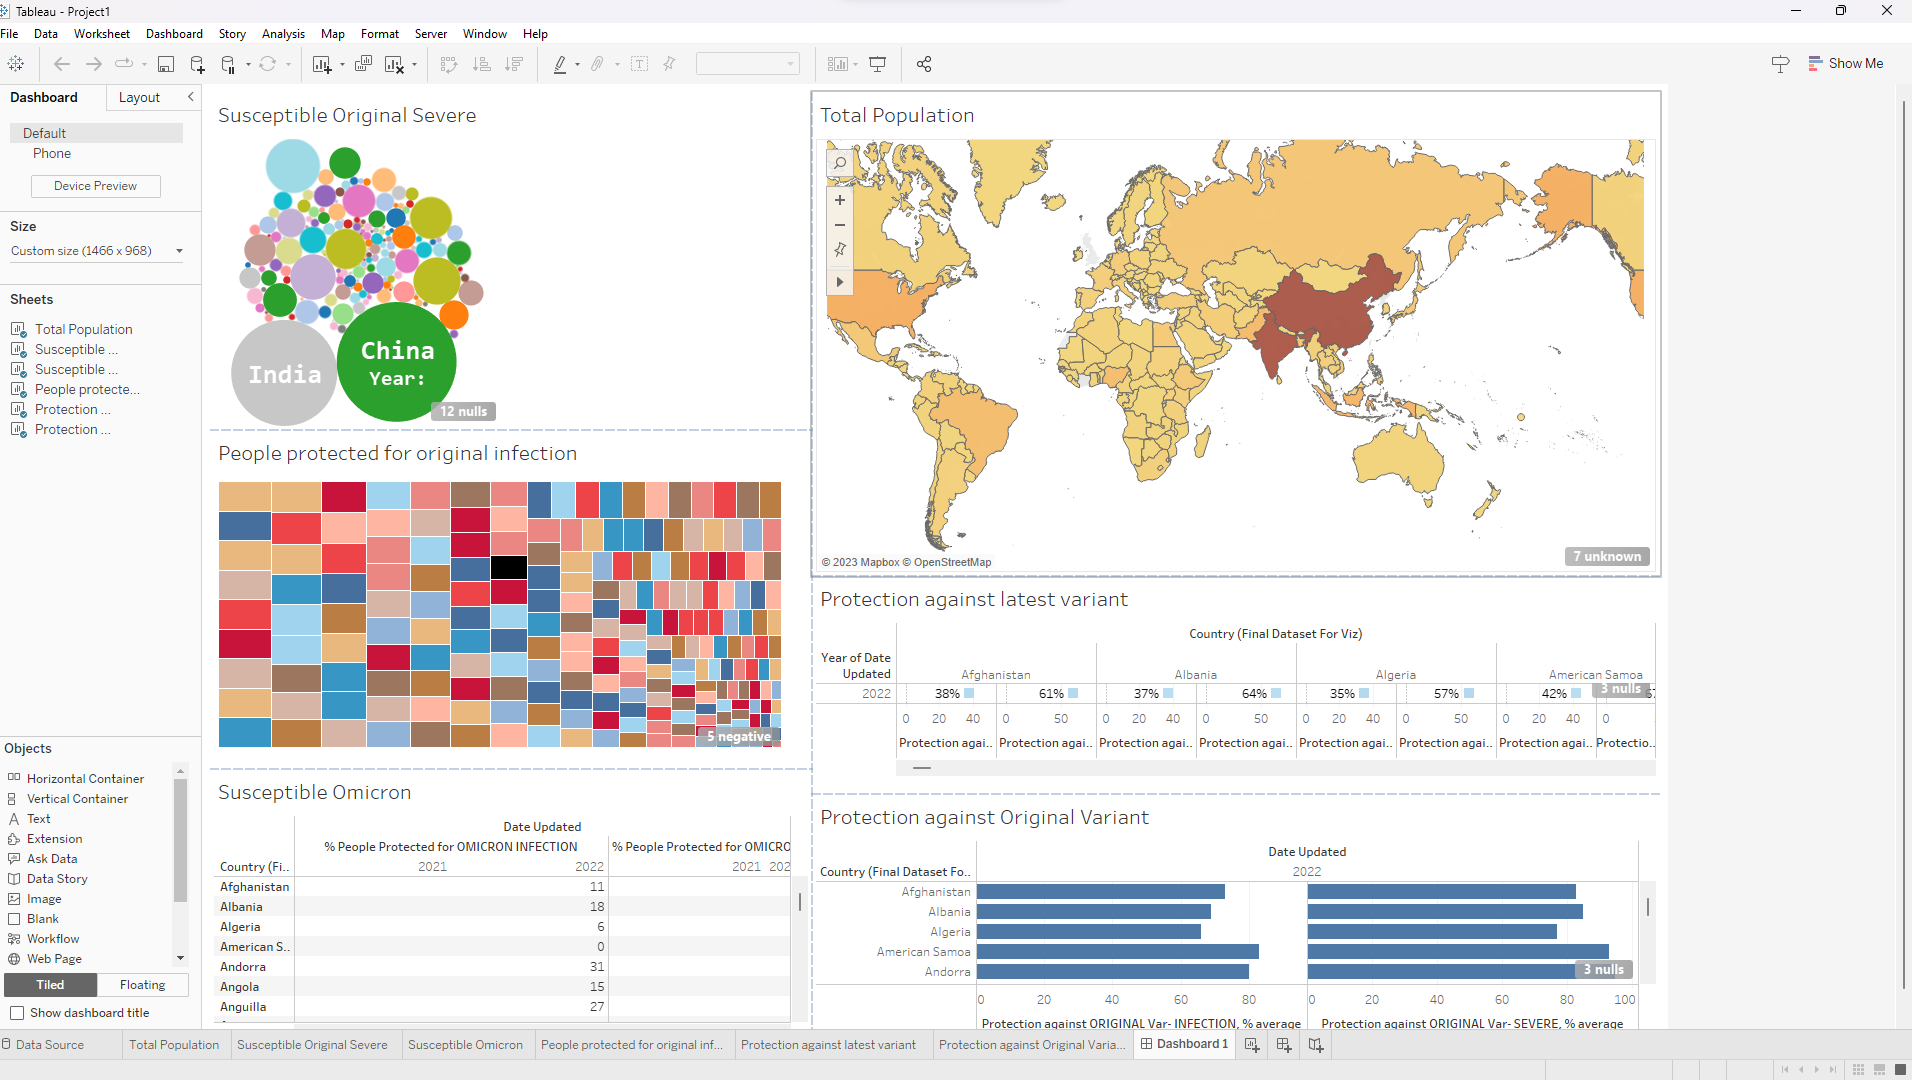 Tableau - Project1
File Data Worksheet Dashboard Story Analysis Map Format Server Window Help
Show Me
Dashboard Layout
Default
Phone
Device Preview
Size
Custom size (1466 x 968)
Sheets
Total Population
Susceptible ...
Susceptible ...
People protecte...
Protection ...
Protection ...
Objects
Horizontal Container
Vertical Container
Text
Extension
Ask Data
Data Story
Image
Blank
Workflow
Web Page
Tiled Floating
Show dashboard title
Susceptible Original Severe
India
China
Year:
12 nulls
People protected for original infection
5 negative
Susceptible Omicron
Date Updated
% People Protected for OMICRON INFECTION % People Protected for OMICRO
Country (Fi.. 2021 2022 2021 202
Afghanistan 11
Albania 18
Algeria 6
American S.. 0
Andorra 31
Angola 15
Anguilla 27
Total Population
© 2023 Mapbox © OpenStreetMap
7 unknown
Protection against latest variant
Country (Final Dataset For Viz)
Year of Date
Updated
Afghanistan Albania Algeria American Samoa
2022 38% 61% 37% 64% 35% 57% 42% 67
3 nulls
0 20 40 0 50 0 20 40 0 50 0 20 40 0 50 0 20 40 0
Protection agai.. Protection agai.. Protection agai.. Protection agai.. Protection agai.. Protection agai.. Protection agai.. Protectio..
Protection against Original Variant
Date Updated
Country (Final Dataset Fo.. 2022
Afghanistan
Albania
Algeria
American Samoa
Andorra
3 nulls
0 20 40 60 80 0 20 40 60 80 100
Protection against ORIGINAL Var- INFECTION, % average Protection against ORIGINAL Var- SEVERE, % average
Data Source Total Population Susceptible Original Severe Susceptible Omicron People protected for original inf... Protection against latest variant Protection against Original Varia... Dashboard 1